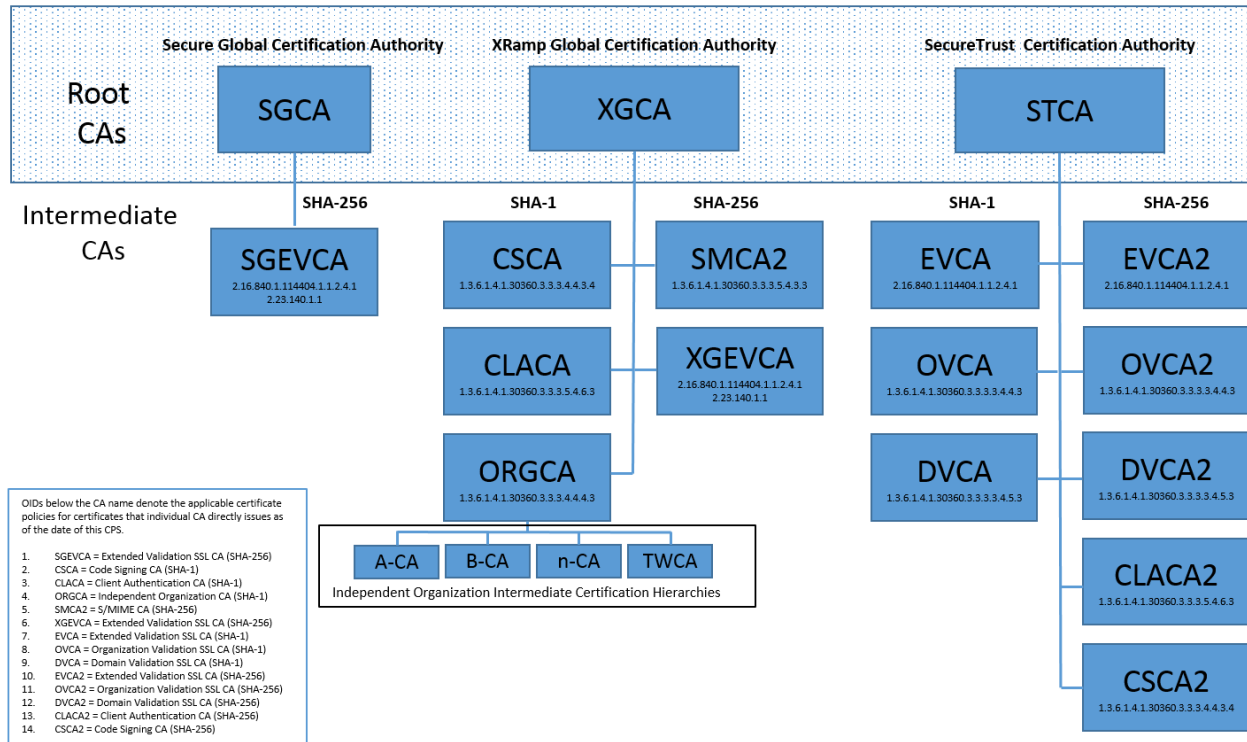 Secure Global Certification Authority
XRamp Global Certification Authority
SecureTrust Certification Authority
Root
CAs
SGCA
XGCA
STCA
Intermediate
CAs
SHA-256
SHA-1
SHA-256
SHA-1
SHA-256
SGEVCA
2.16.840.1.114404.1.1.2.4.1
2.23.140.1.1
CSCA
1.3.6.1.4.1.30360.3.3.3.4.4.3.4
SMCA2
1.3.6.1.4.1.30360.3.3.3.5.4.3.3
EVCA
2.16.840.1.114404.1.1.2.4.1
EVCA2
2.16.840.1.114404.1.1.2.4.1
CLACA
1.3.6.1.4.1.30360.3.3.3.5.4.6.3
XGEVCA
2.16.840.1.114404.1.1.2.4.1
2.23.140.1.1
OVCA
1.3.6.1.4.1.30360.3.3.3.3.4.4.3
OVCA2
1.3.6.1.4.1.30360.3.3.3.3.4.4.3
ORGCA
1.3.6.1.4.1.30360.3.3.3.4.4.4.3
DVCA
1.3.6.1.4.1.30360.3.3.3.3.4.5.3
DVCA2
1.3.6.1.4.1.30360.3.3.3.3.4.5.3
A-CA
B-CA
n-CA
TWCA
Independent Organization Intermediate Certification Hierarchies
CLACA2
1.3.6.1.4.1.30360.3.3.3.5.4.6.3
CSCA2
1.3.6.1.4.1.30360.3.3.3.4.4.3.4
OIDs below the CA name denote the applicable certificate
policies for certificates that individual CA directly issues as
of the date of this CPS.
1. SGEVCA = Extended Validation SSL CA (SHA-256)
2. CSCA = Code Signing CA (SHA-1)
3. CLACA = Client Authentication CA (SHA-1)
4. ORGCA = Independent Organization CA (SHA-1)
5. SMCA2 = S/MIME CA (SHA-256)
6. XGEVCA = Extended Validation SSL CA (SHA-256)
7. EVCA = Extended Validation SSL CA (SHA-1)
8. OVCA = Organization Validation SSL CA (SHA-1)
9. DVCA = Domain Validation SSL CA (SHA-1)
10. EVCA2 = Extended Validation SSL CA (SHA-256)
11. OVCA2 = Organization Validation SSL CA (SHA-256)
12. DVCA2 = Domain Validation SSL CA (SHA-256)
13. CLACA2 = Client Authentication CA (SHA-256)
14. CSCA2 = Code Signing CA (SHA-256)